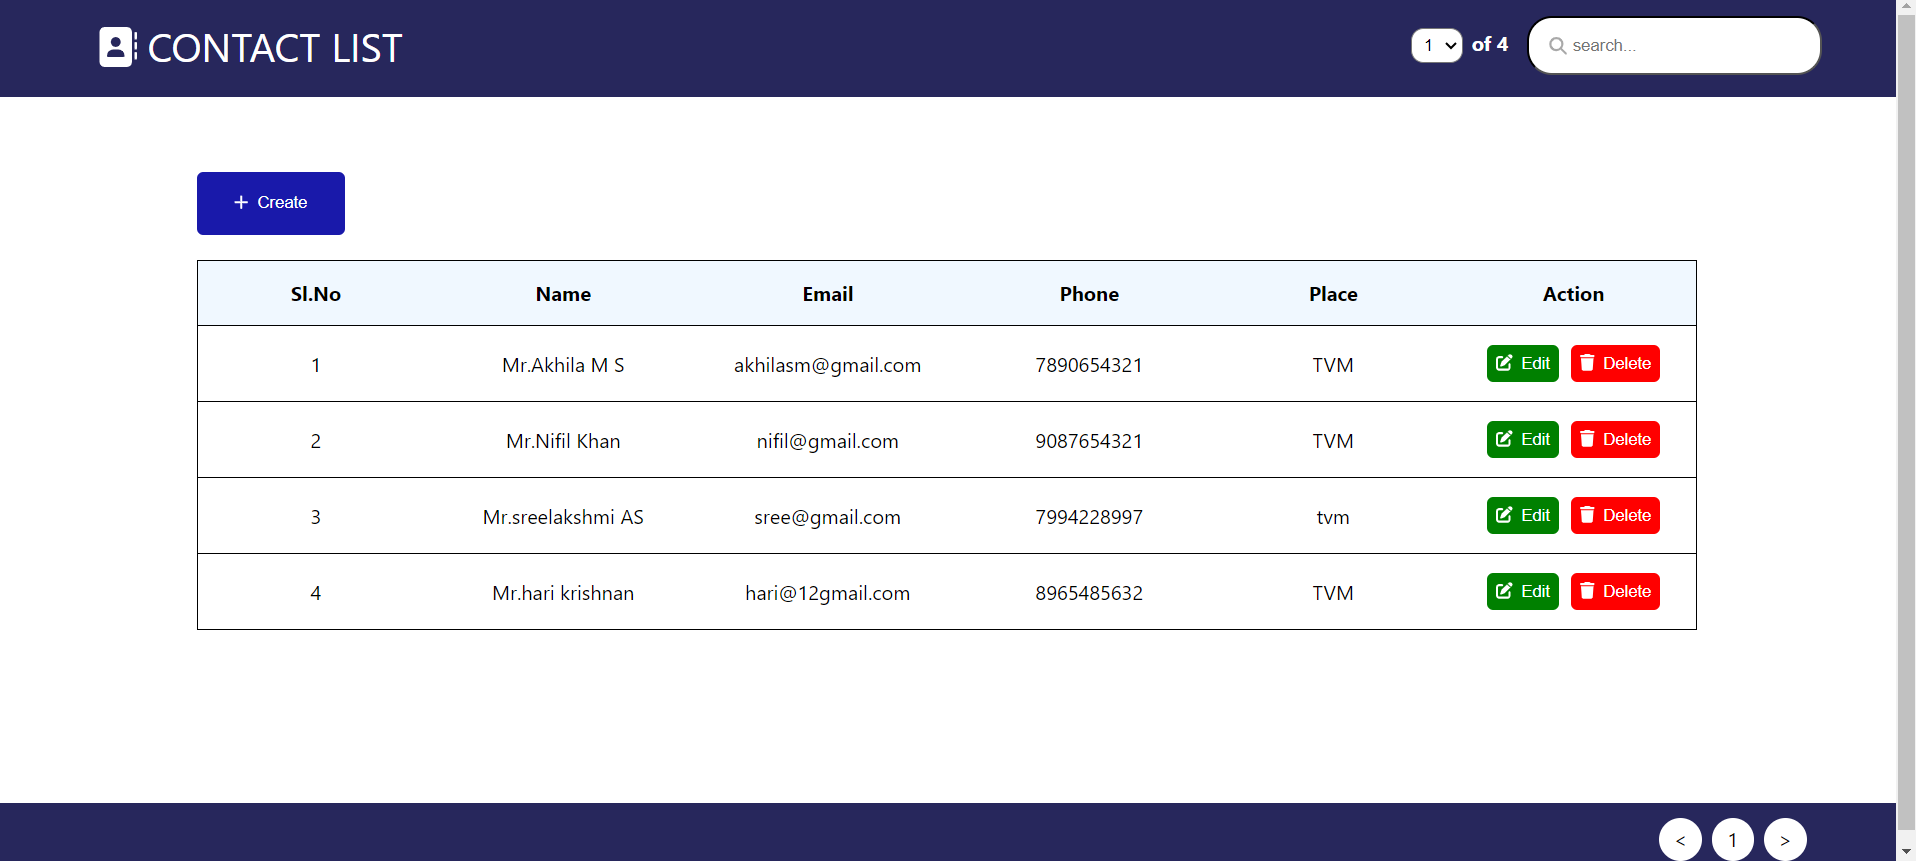 CONTACT LIST 1 of 4 search...
+ Create
Sl.No Name Email Phone Place Action
1 Mr.Akhila M S akhilasm@gmail.com 7890654321 TVM Edit Delete
2 Mr.Nifil Khan nifil@gmail.com 9087654321 TVM Edit Delete
3 Mr.sreelakshmi AS sree@gmail.com 7994228997 tvm Edit Delete
4 Mr.hari krishnan hari@12gmail.com 8965485632 TVM Edit Delete
< 1 >